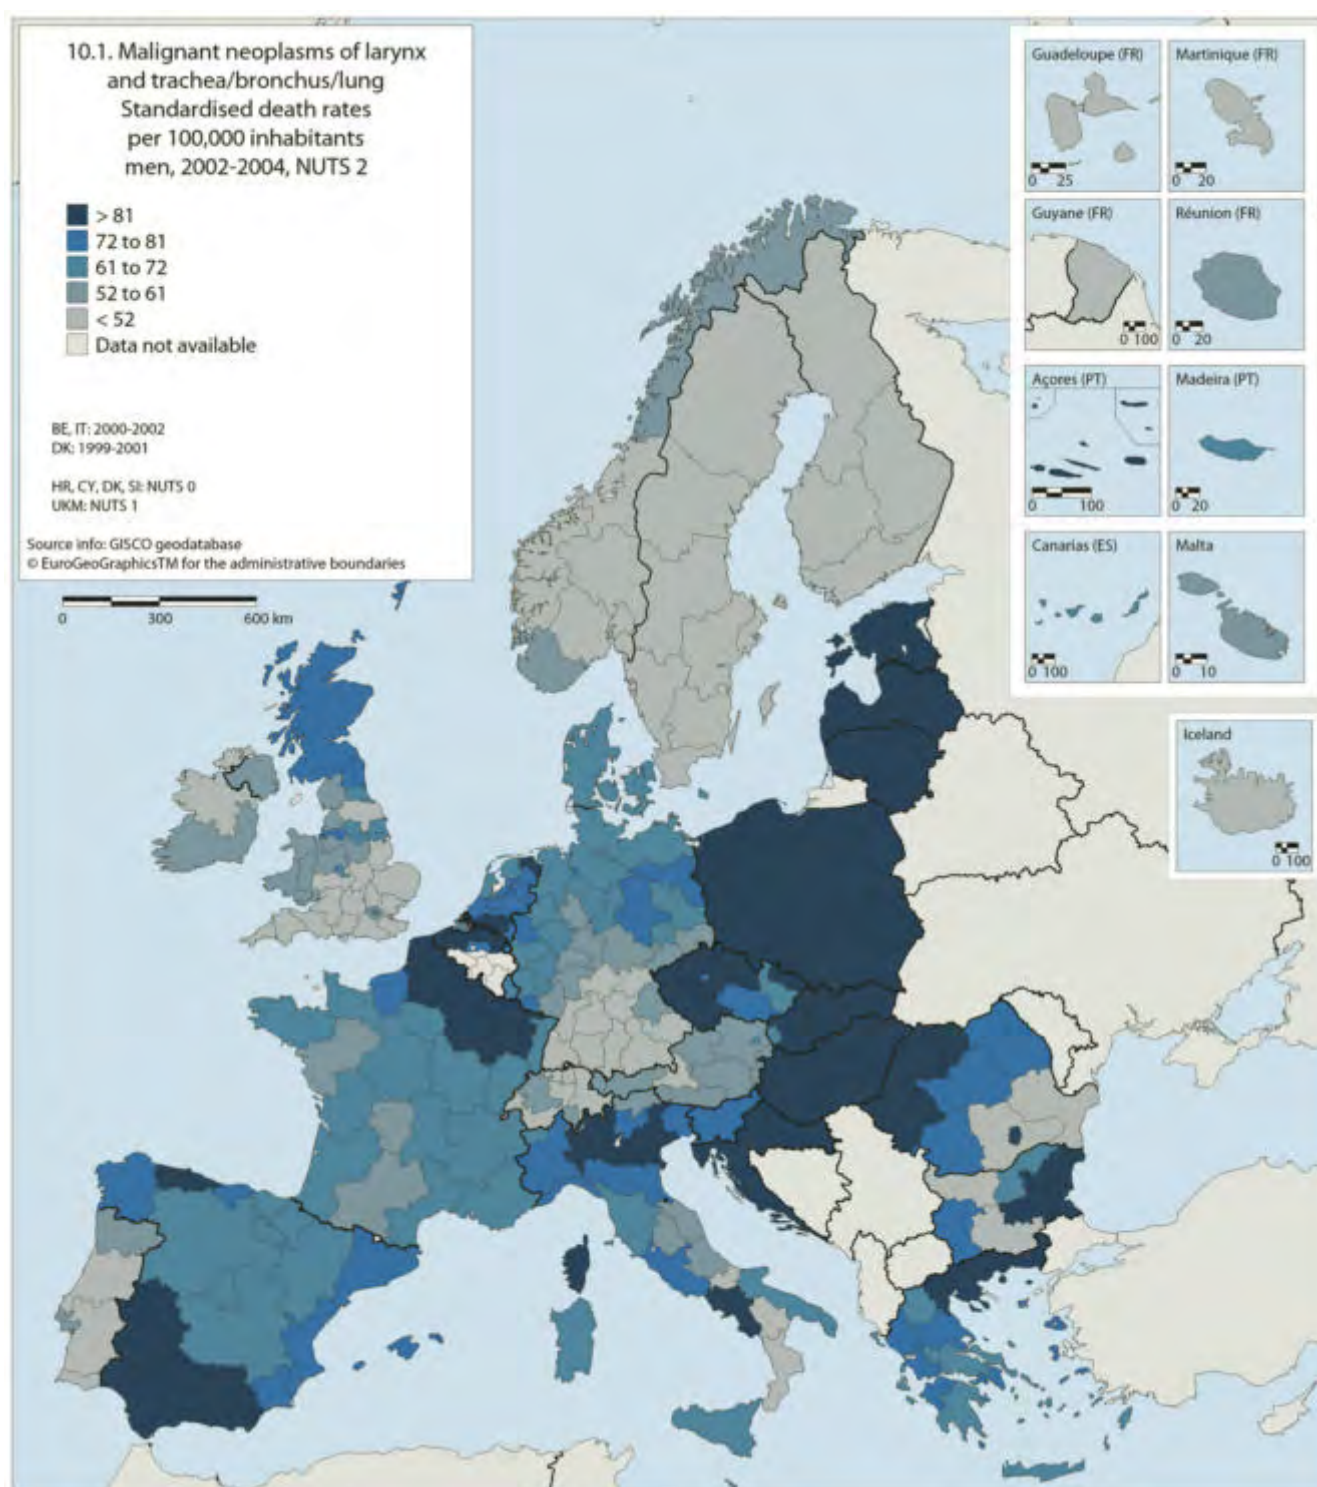 10.1. Malignant neoplasms of larynx
and trachea/bronchus/lung
Standardised death rates
per 100,000 inhabitants
men, 2002-2004, NUTS 2
> 81
72 to 81
61 to 72
52 to 61
< 52
Data not available
BE, IT: 2000-2002
DK: 1999-2001
HR, CY, DK, SI: NUTS 0
UKM: NUTS 1
Source info: GISCO geodatabase
© EuroGeoGraphicsTM for the administrative boundaries
0 300 600 km
Guadeloupe (FR)
0 25
Martinique (FR)
0 20
Guyane (FR)
0 100
Réunion (FR)
0 20
Açores (PT)
0 100
Madeira (PT)
0 20
Canarias (ES)
0 100
Malta
0 10
Iceland
0 100